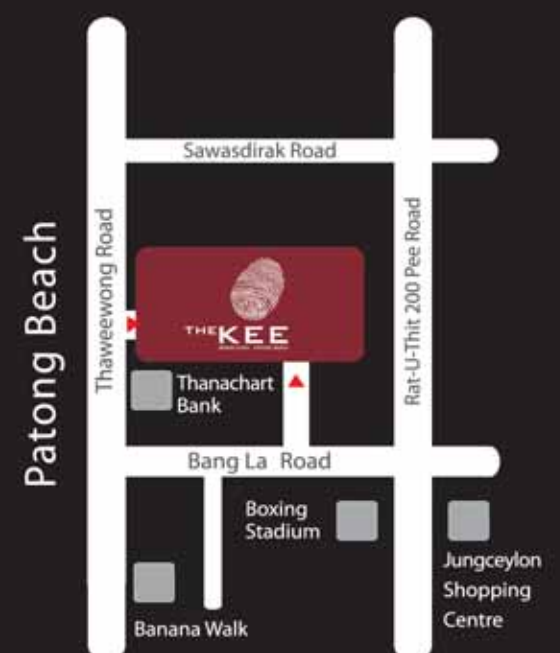 Sawasdirak Road
Patong Beach
Thaweewong Road
Rat-U-Thit 200 Pee Road
THE KEE
Thanachart
Bank
Bang La Road
Boxing
Stadium
Jungceylon
Shopping
Centre
Banana Walk